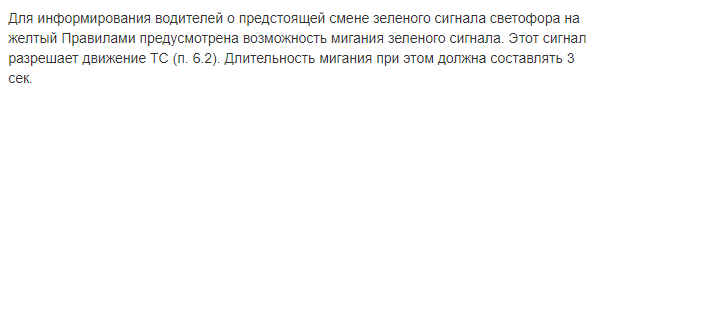 Для информирования водителей о предстоящей смене зеленого сигнала светофора на
желтый Правилами предусмотрена возможность мигания зеленого сигнала. Этот сигнал
разрешает движение ТС (п. 6.2). Длительность мигания при этом должна составлять 3
сек.